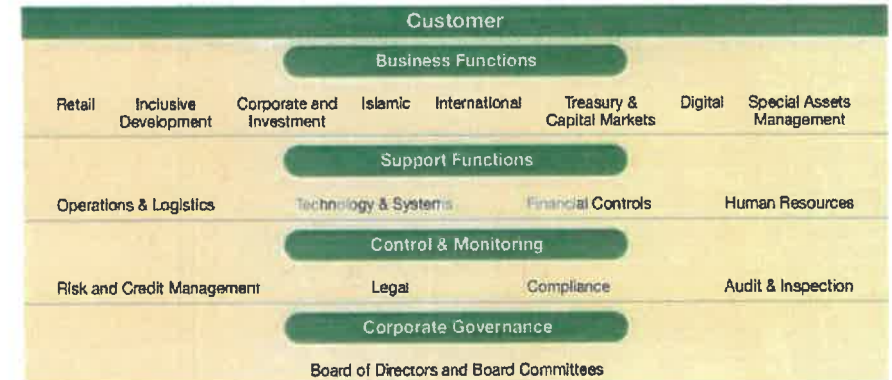 Customer
Business Functions
Retail Inclusive Development Corporate and Investment Islamic International Treasury & Capital Markets Digital Special Assets Management
Support Functions
Operations & Logistics Technology & Systems Financial Controls Human Resources
Control & Monitoring
Risk and Credit Management Legal Compliance Audit & Inspection
Corporate Governance
Board of Directors and Board Committees